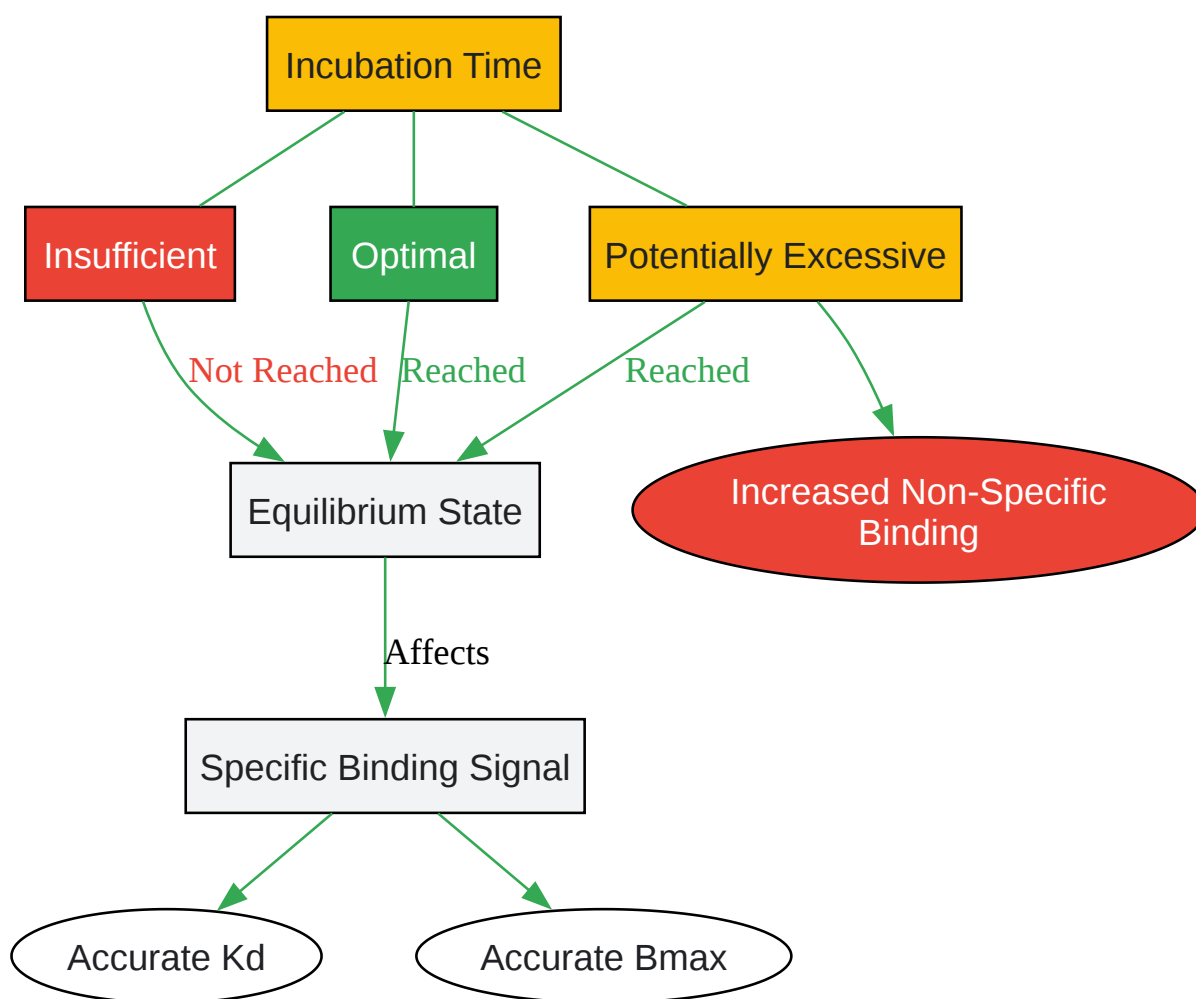 Incubation Time
Insufficient
Optimal
Potentially Excessive
Not Reached
Reached
Reached
Equilibrium State
Increased Non-Specific
Binding
Affects
Specific Binding Signal
Accurate Kd
Accurate Bmax